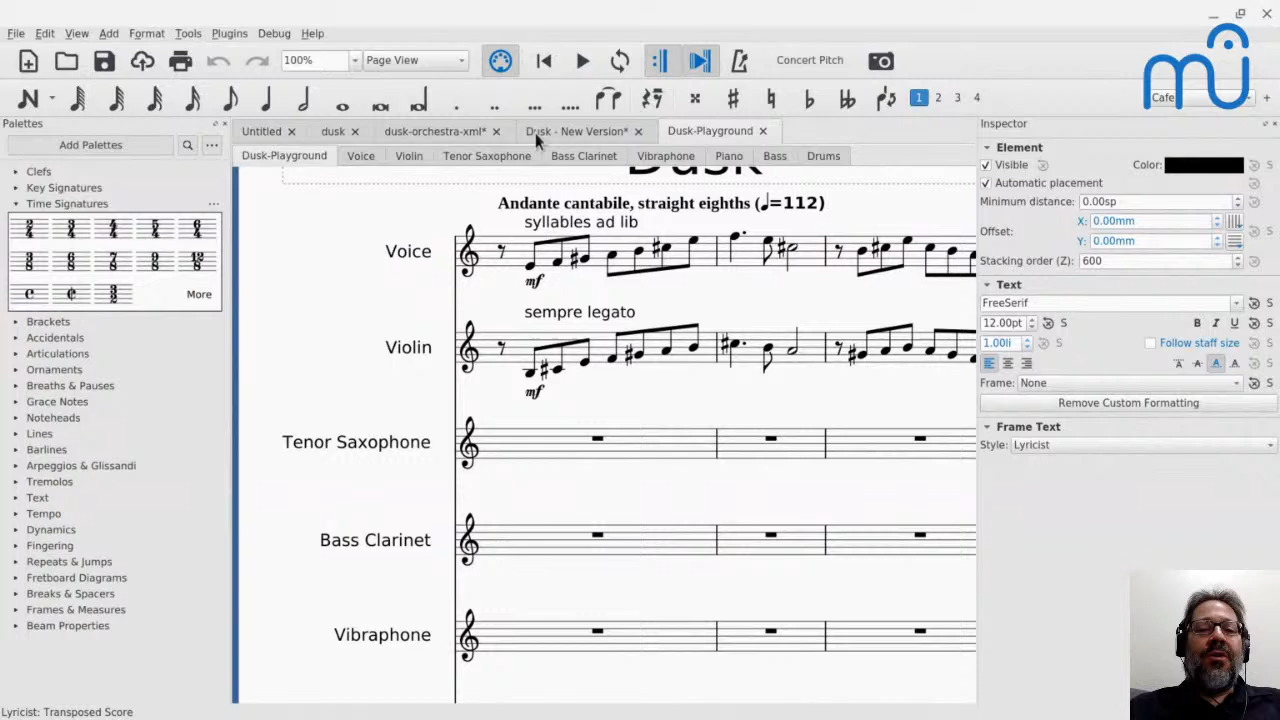 File Edit View Add Format Tools Plugins Debug Help
100% Page View Concert Pitch
1 2 3 4 Cafe
Palettes
Add Palettes
Clefs
Key Signatures
Time Signatures
More
Brackets
Accidentals
Articulations
Ornaments
Breaths & Pauses
Grace Notes
Noteheads
Lines
Barlines
Arpeggios & Glissandi
Tremolos
Text
Tempo
Dynamics
Fingering
Repeats & Jumps
Fretboard Diagrams
Breaks & Spacers
Frames & Measures
Beam Properties
Untitled dusk dusk-orchestra-xml* Dusk - New Version* Dusk-Playground
Dusk-Playground Voice Violin Tenor Saxophone Bass Clarinet Vibraphone Piano Bass Drums
Dusk
Andante cantabile, straight eighths (♩=112)
syllables ad lib
Voice
mf
sempre legato
Violin
mf
Tenor Saxophone
Bass Clarinet
Vibraphone
Inspector
Element
Visible Color:
Automatic placement
Minimum distance: 0.00sp
Offset: X: 0.00mm
Y: 0.00mm
Stacking order (Z): 600
Text
FreeSerif S
12.00pt S B I U S
1.00li S Follow staff size S
Frame: None S
Remove Custom Formatting
Frame Text
Style: Lyricist
Lyricist: Transposed Score